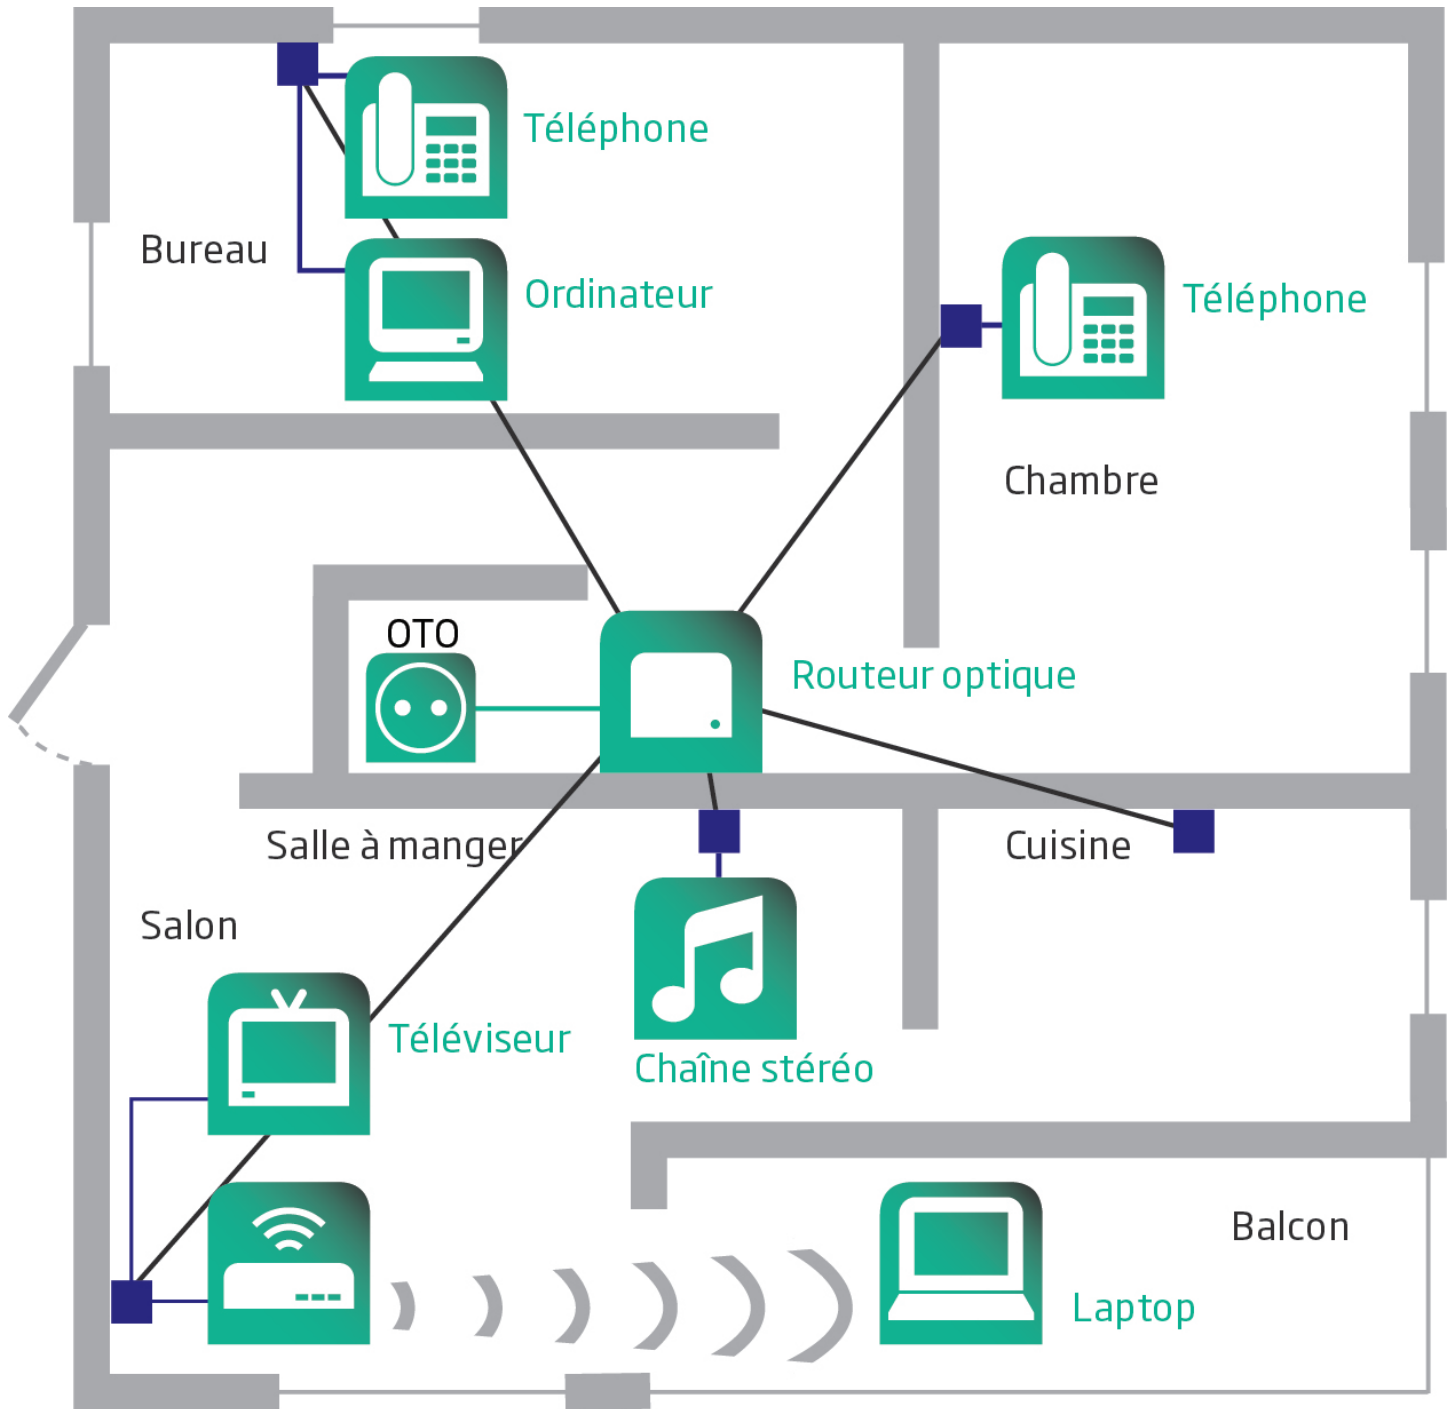 Téléphone
Bureau
Ordinateur
Téléphone
Chambre
OTO
Routeur optique
Salle à manger
Cuisine
Salon
Téléviseur
Chaîne stéréo
Balcon
Laptop